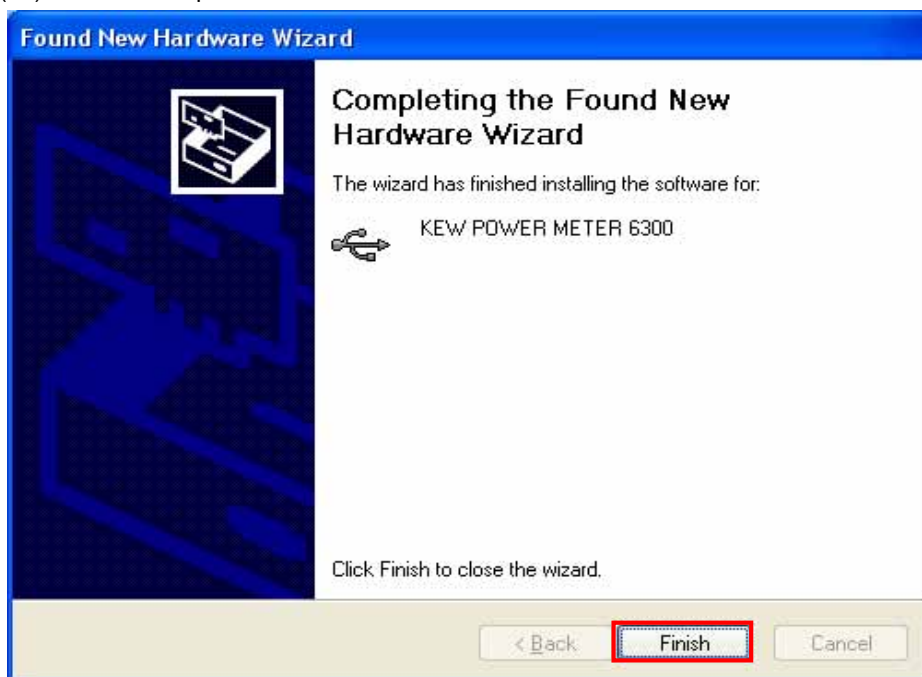 Found New Hardware Wizard
Completing the Found New
Hardware Wizard
The wizard has finished installing the software for:
KEW POWER METER 6300
Click Finish to close the wizard.
< Back
Finish
Cancel